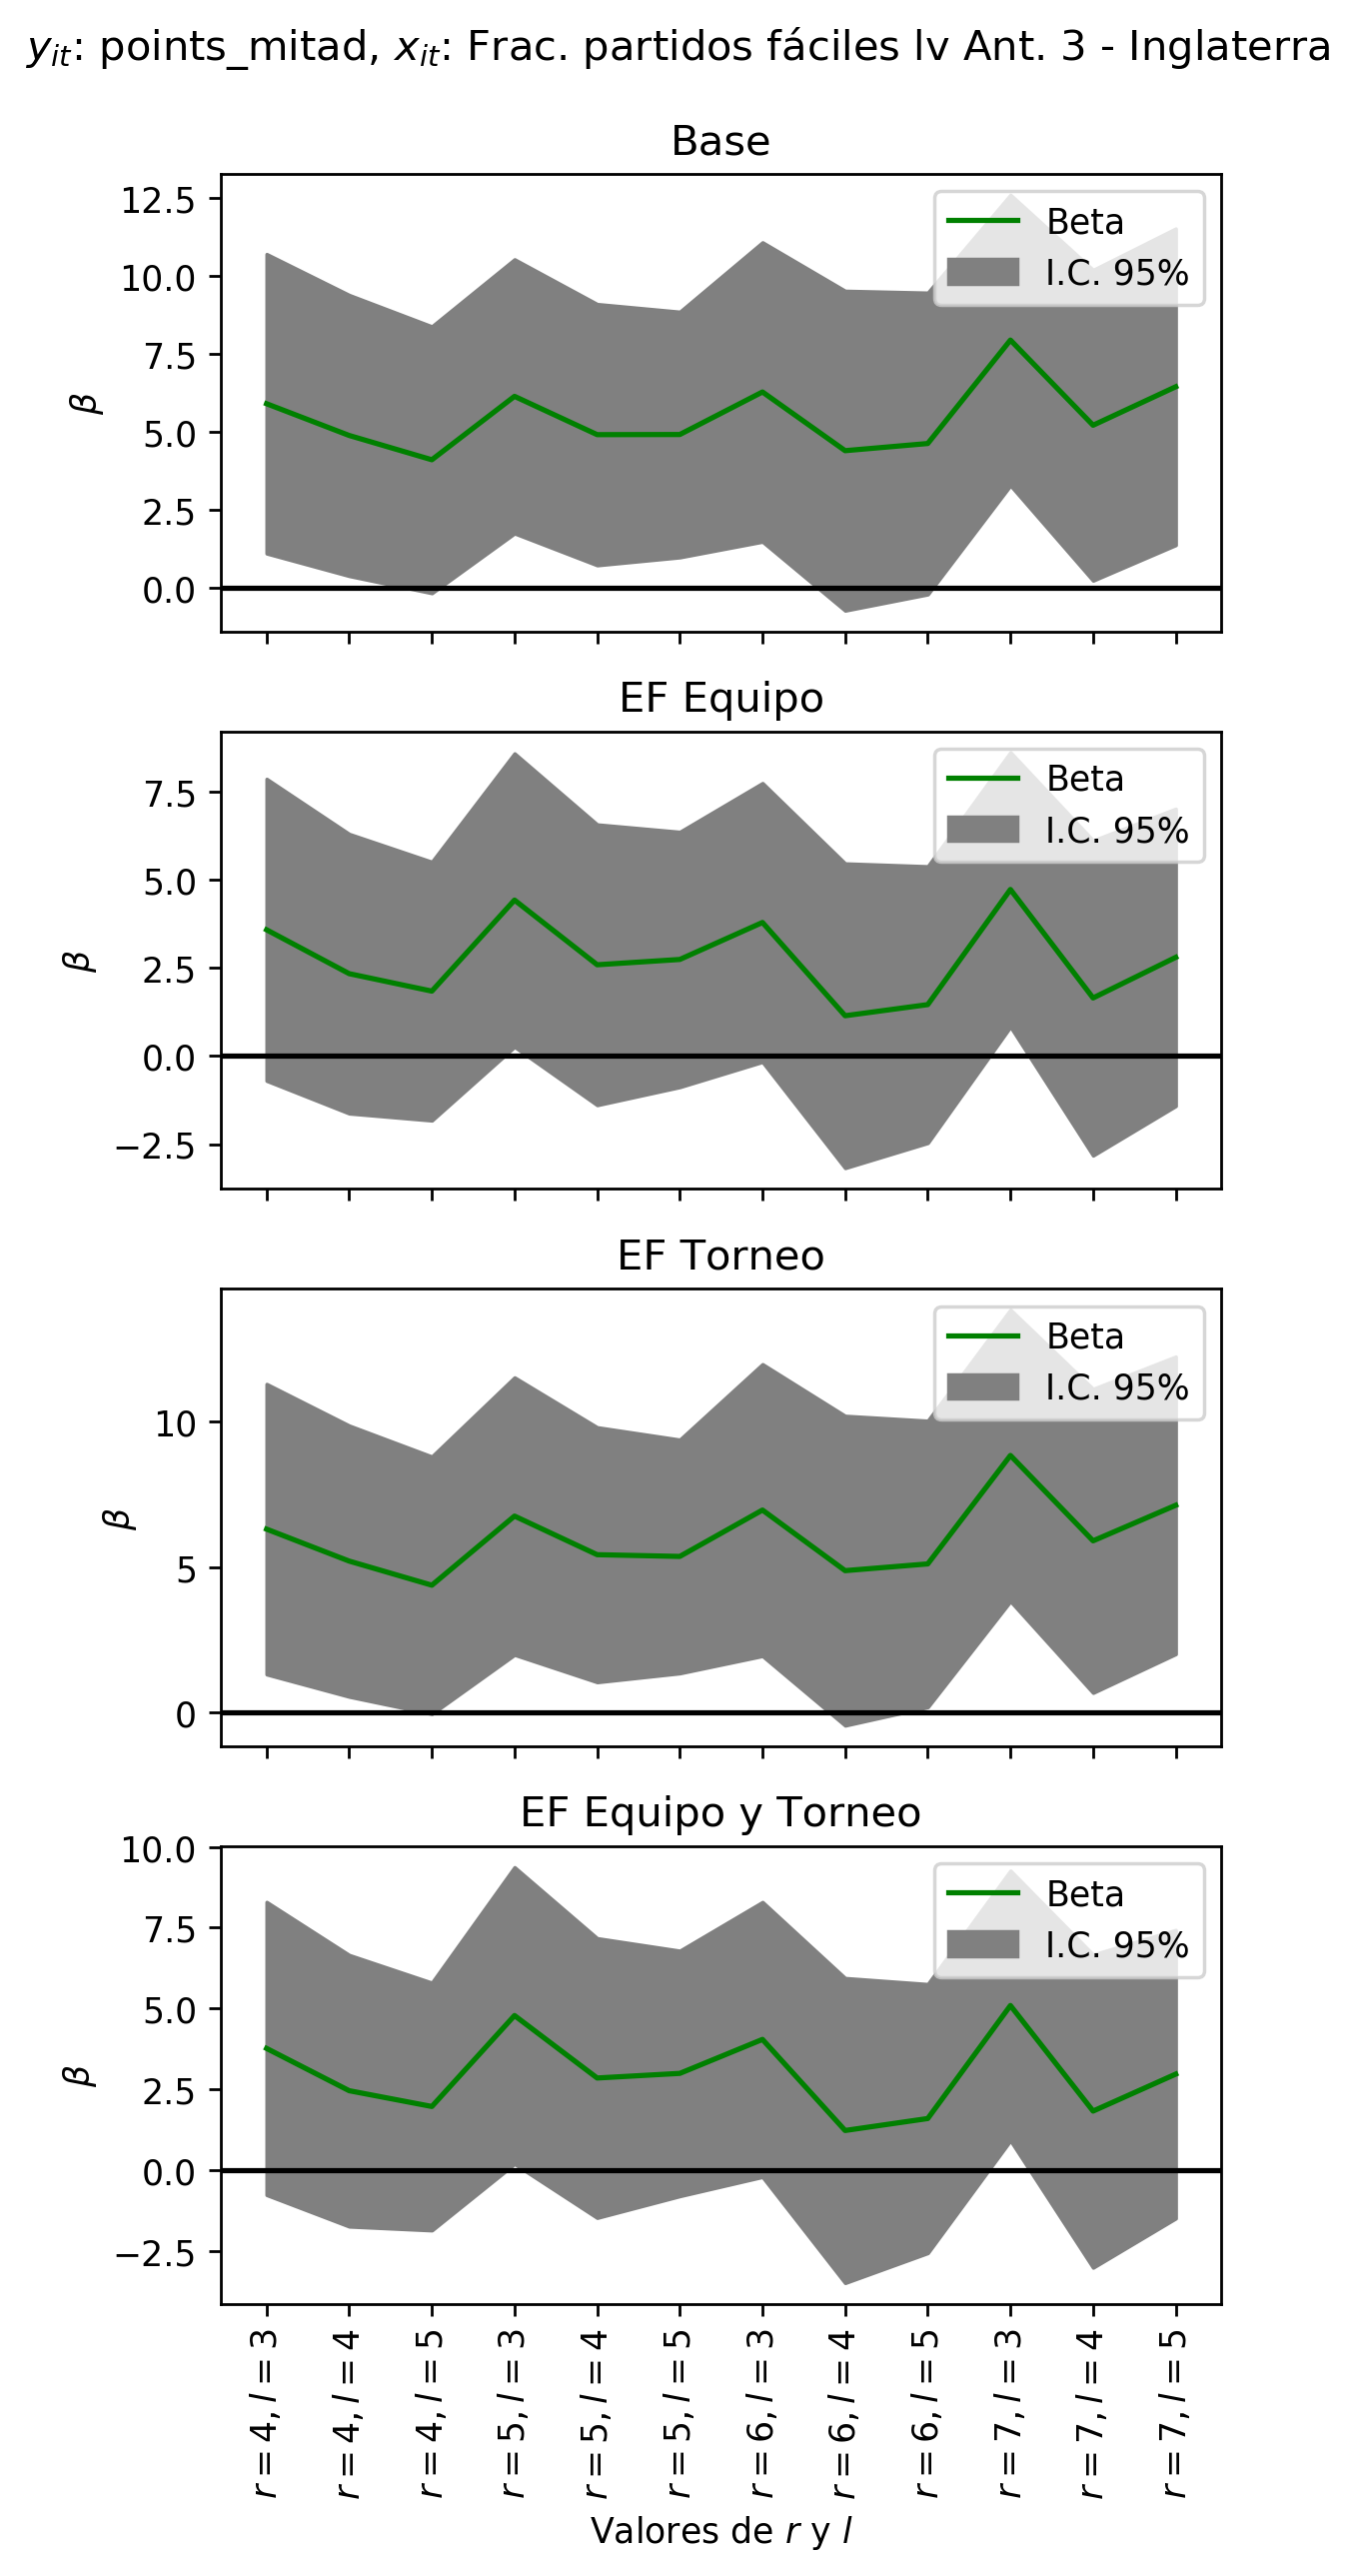 y_{it}: points_mitad, x_{it}: Frac. partidos fáciles lv Ant. 3 - Inglaterra
Base
Beta
I.C. 95%
12.5
10.0
7.5
5.0
2.5
0.0
β
EF Equipo
Beta
I.C. 95%
7.5
5.0
2.5
0.0
−2.5
β
EF Torneo
Beta
I.C. 95%
10
5
0
β
EF Equipo y Torneo
Beta
I.C. 95%
10.0
7.5
5.0
2.5
0.0
−2.5
β
r = 4, l = 3
r = 4, l = 4
r = 4, l = 5
r = 5, l = 3
r = 5, l = 4
r = 5, l = 5
r = 6, l = 3
r = 6, l = 4
r = 6, l = 5
r = 7, l = 3
r = 7, l = 4
r = 7, l = 5
Valores de r y l